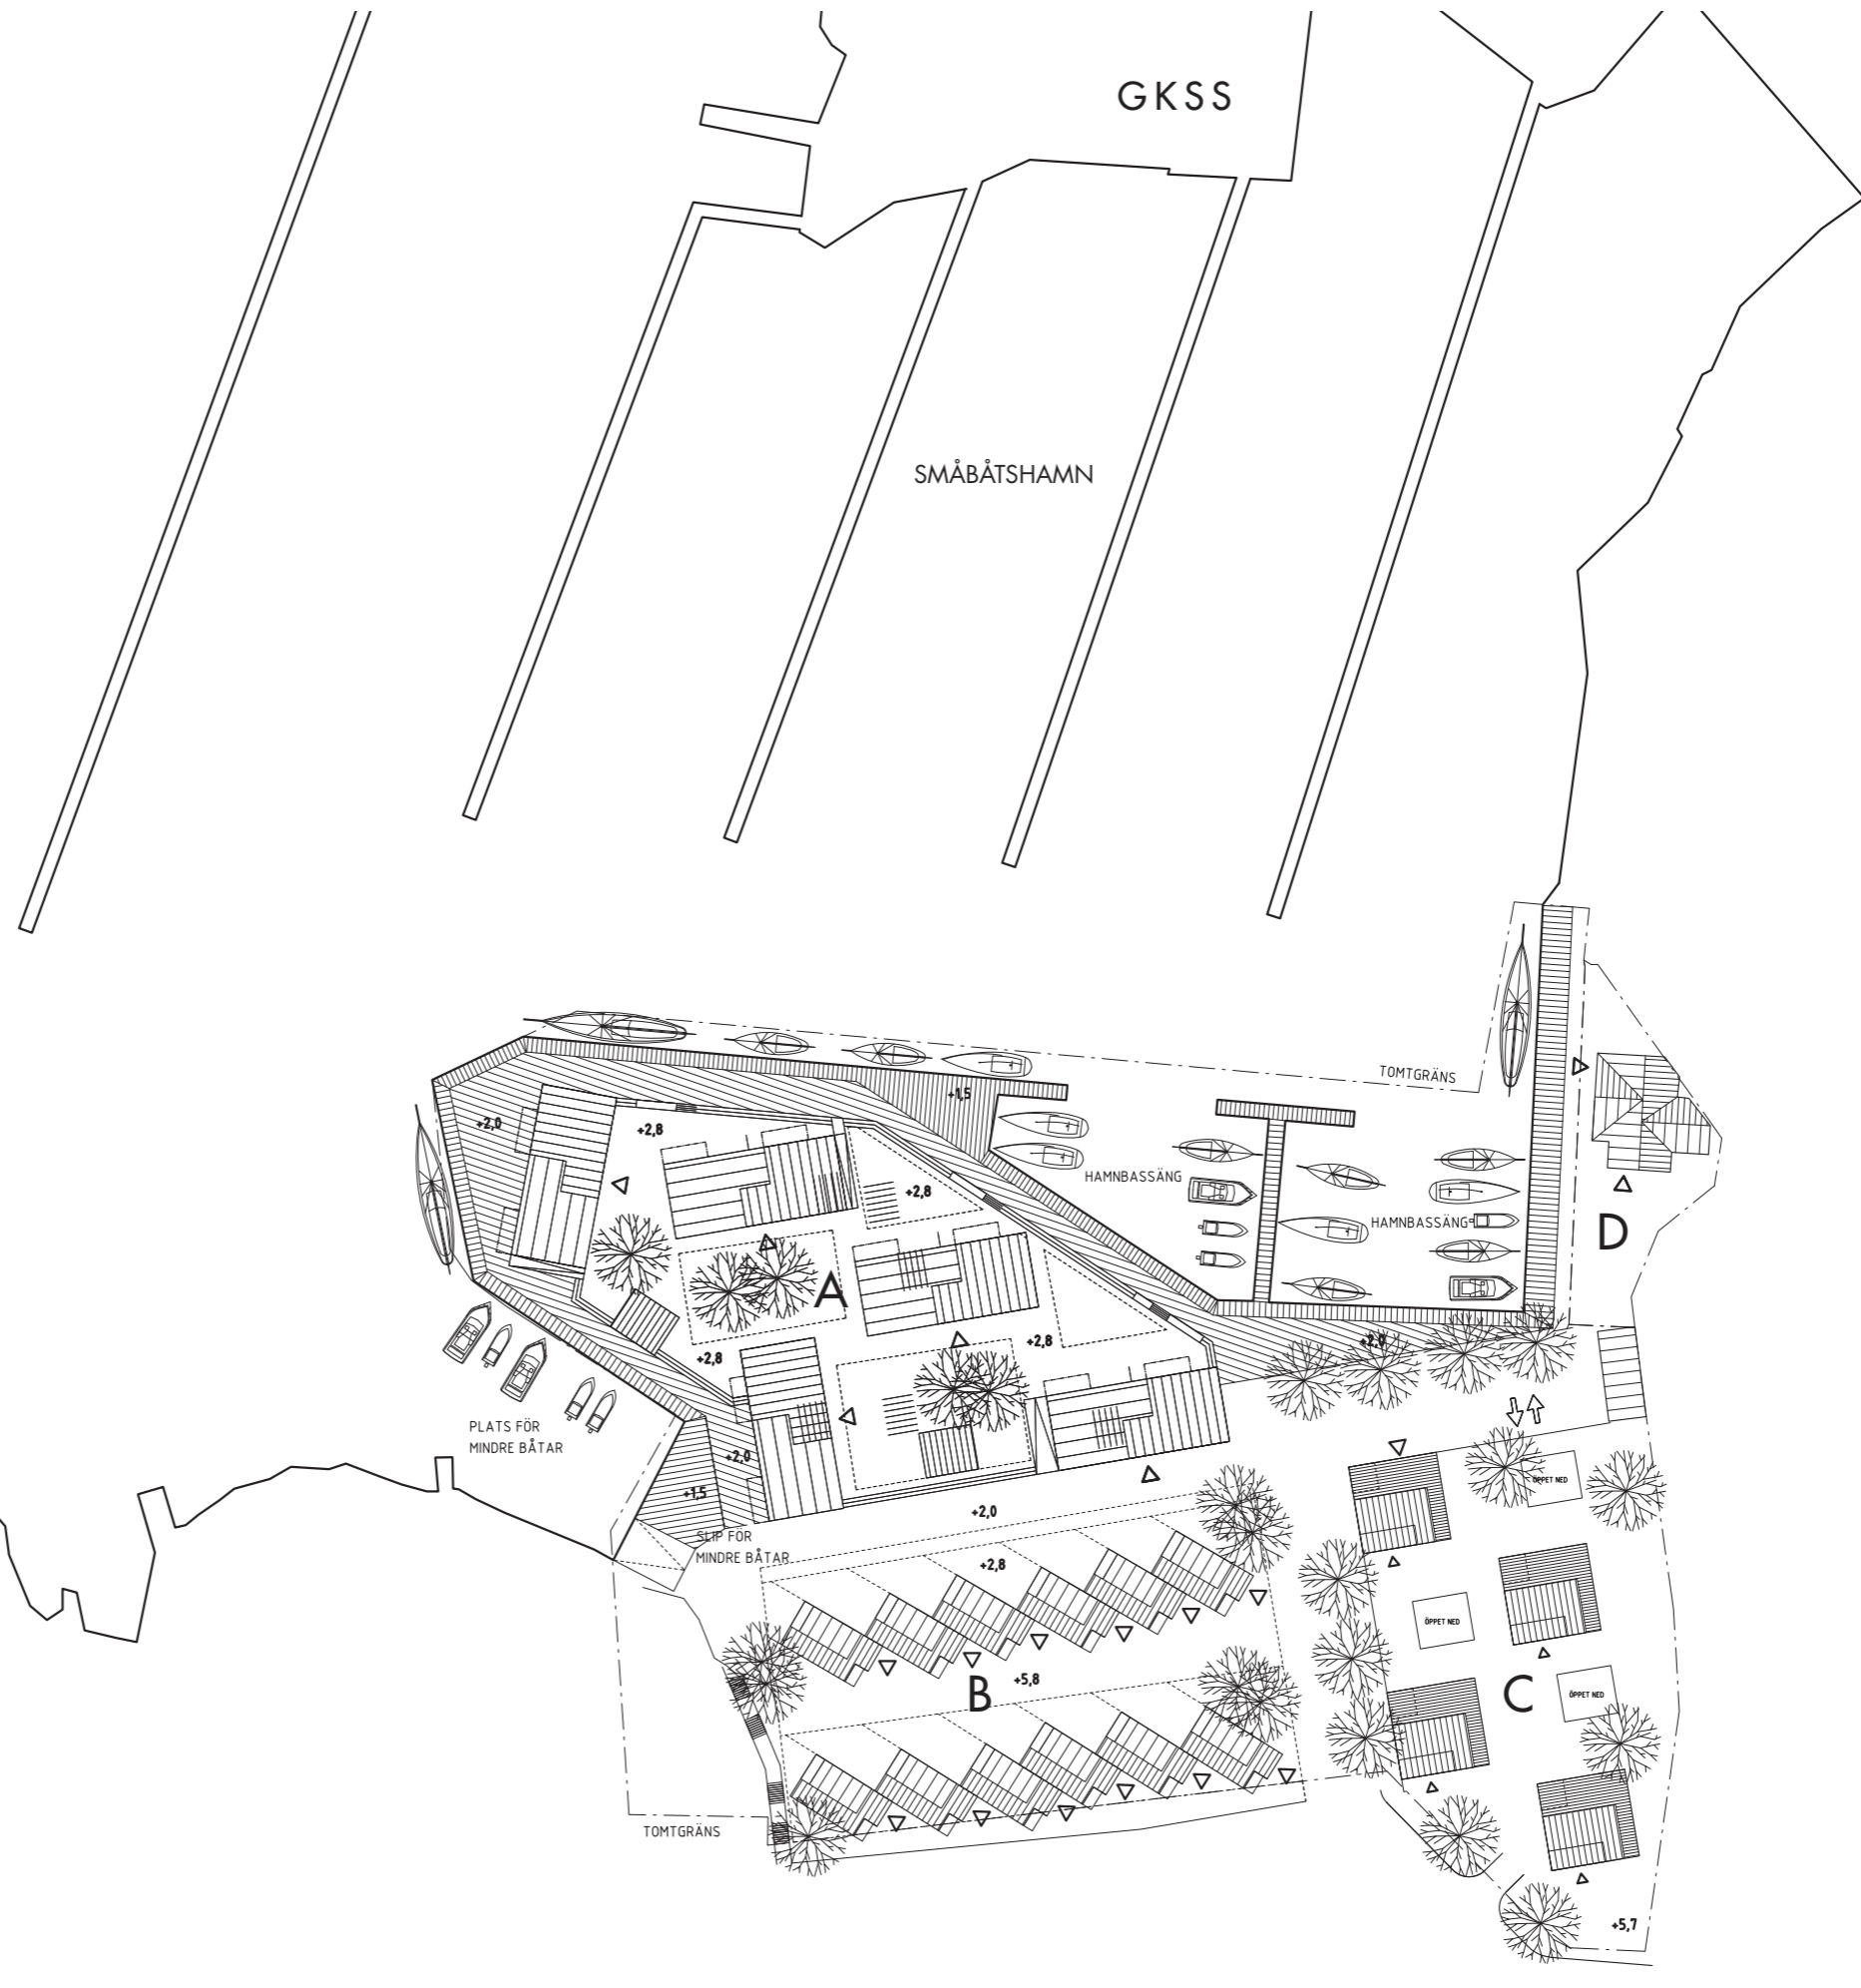 GKSS
SMÅBÅTSHAMN
TOMTGRÄNS
+1,5
+2,0
+2,8
HAMNBASSÄNG
+2,8
HAMNBASSÄNG
D
A
+2,8
+2,0
+2,8
PLATS FÖR
MINDRE BÅTAR
+2,0
ÖPPET NED
+1,5
+2,0
SLIP FÖR
MINDRE BÅTAR
+2,8
ÖPPET NED
+5,8
B
C
ÖPPET NED
TOMTGRÄNS
+5,7